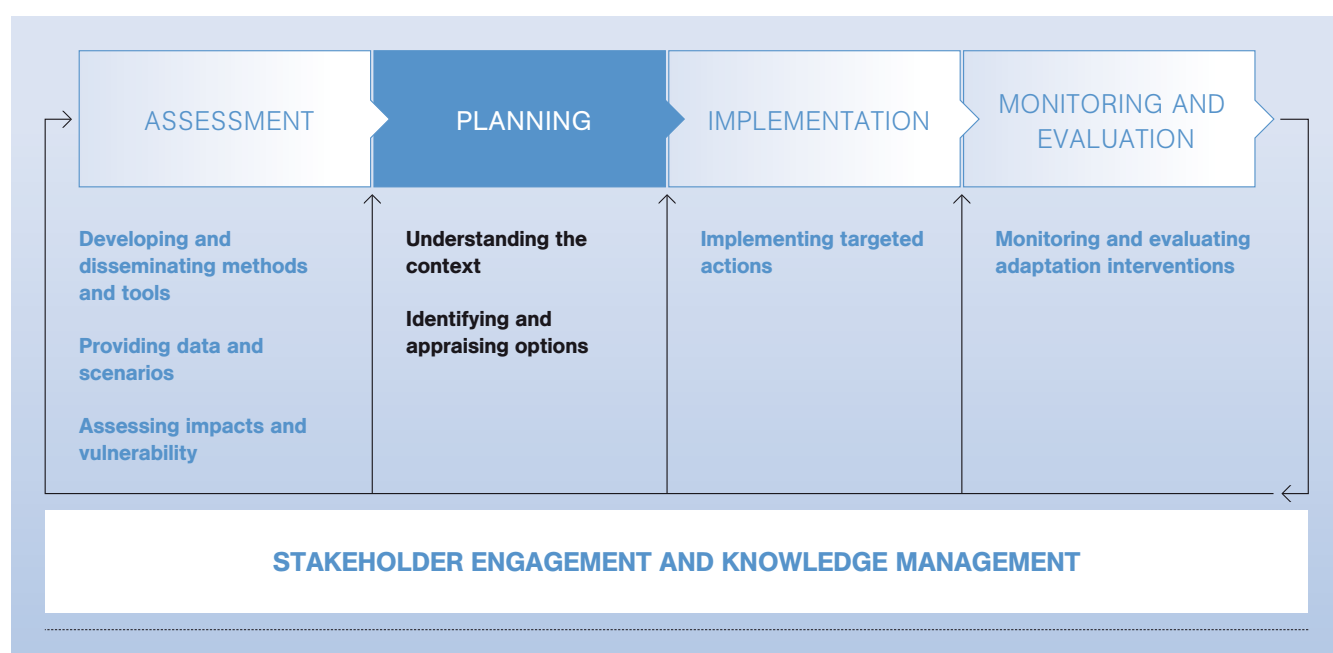 ASSESSMENT
PLANNING
IMPLEMENTATION
MONITORING AND
EVALUATION
Developing and
disseminating methods
and tools
Providing data and
scenarios
Assessing impacts and
vulnerability
Understanding the
context
Identifying and
appraising options
Implementing targeted
actions
Monitoring and evaluating
adaptation interventions
STAKEHOLDER ENGAGEMENT AND KNOWLEDGE MANAGEMENT